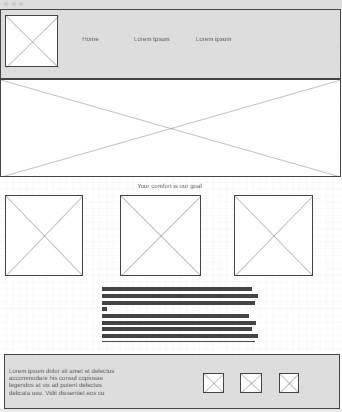 Home
Lorem Ipsum
Lorem ipsum
Your comfort is our goal
Lorem ipsum dolor sit amet et delectus
accommodare his consul copiosae
legendos at vix ad putent delectus
delicata usu. Vidit dissentiet eos cu